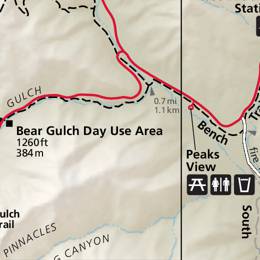 Stati
GULCH
0.7 mi
1.1 km
Bear Gulch Day Use Area
1260 ft
384 m
Bench
Tra
fire
Peaks
View
South
ulch
rail
PINNACLES
G CANYON